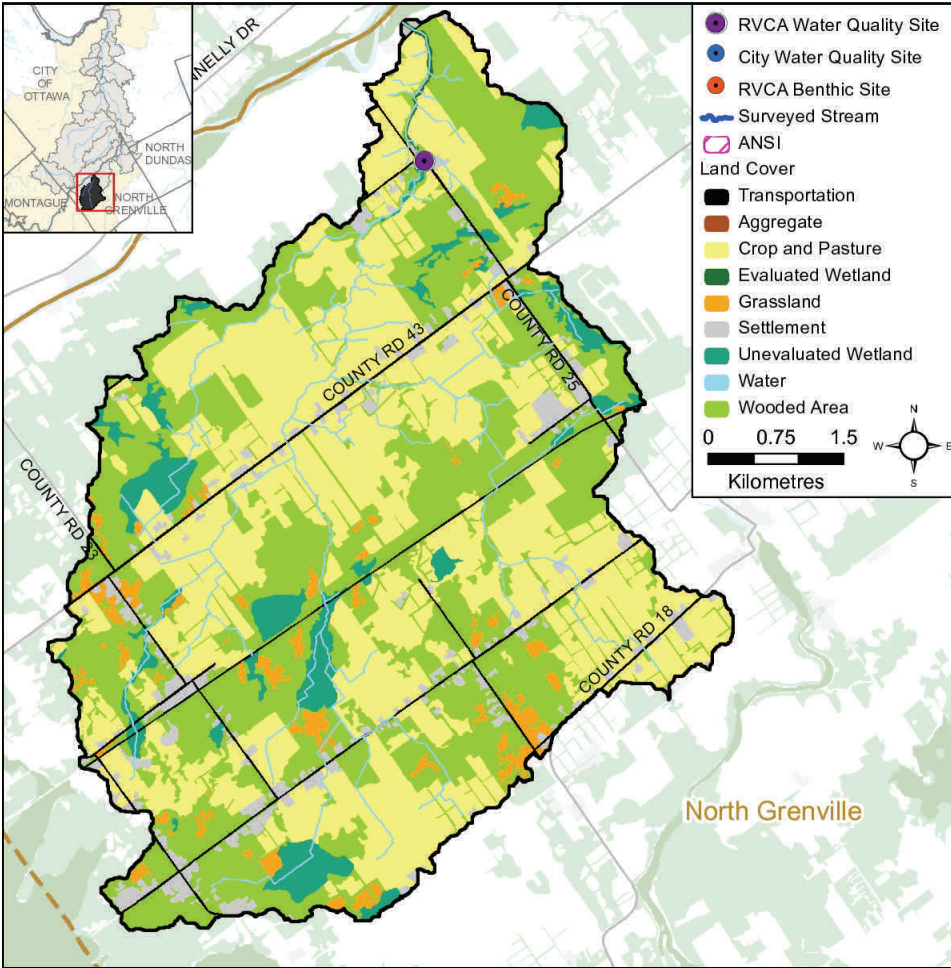 CITY
OF
OTTAWA
NORTH
DUNDAS
MONTAGUE
NORTH
GRENVILLE
NNELLY DR
RVCA Water Quality Site
City Water Quality Site
RVCA Benthic Site
Surveyed Stream
ANSI
Land Cover
Transportation
Aggregate
Crop and Pasture
Evaluated Wetland
Grassland
Settlement
Unevaluated Wetland
Water
Wooded Area
0 0.75 1.5
Kilometres
N
W E
S
COUNTY RD 43
COUNTY RD 25
COUNTY RD 23
COUNTY RD 18
North Grenville